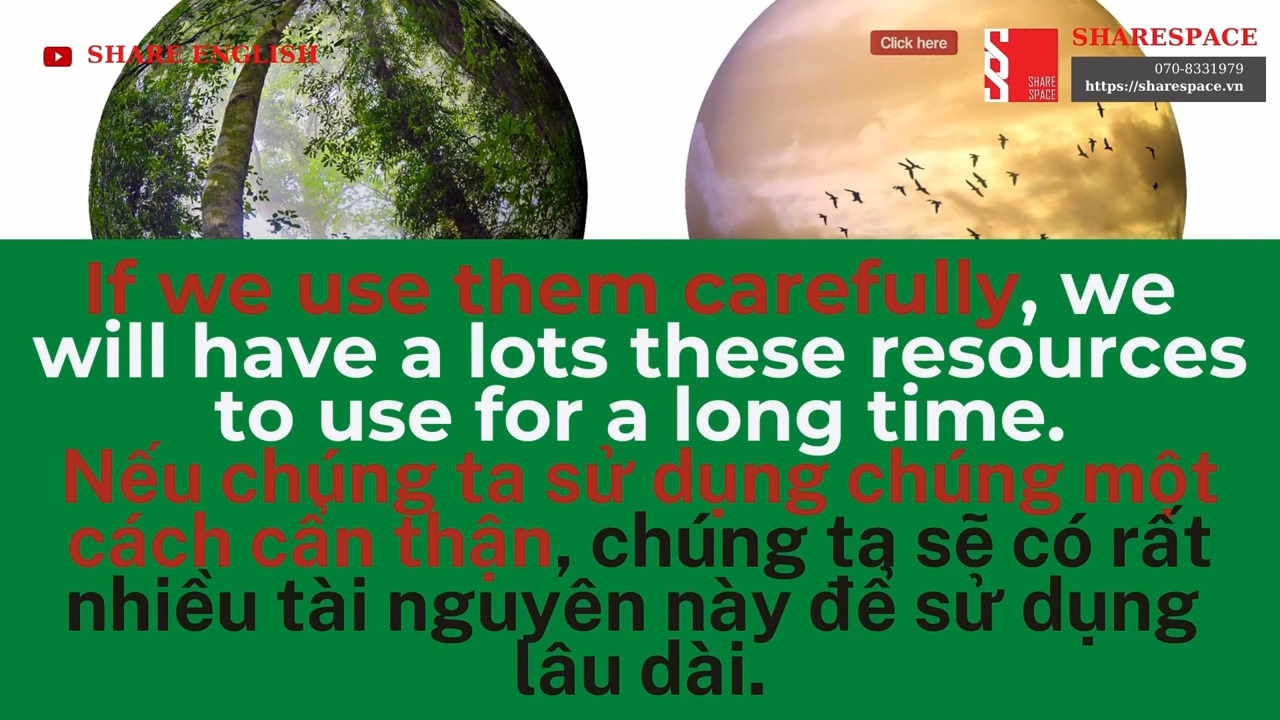 SHARE ENGLISH
Click here
SHARE
SPACE
SHARESPACE
070-8331979
https://sharespace.vn
If we use them carefully, we
will have a lots these resources
to use for a long time.
Nếu chúng ta sử dụng chúng một
cách cẩn thận, chúng ta sẽ có rất
nhiều tài nguyên này để sử dụng
lâu dài.